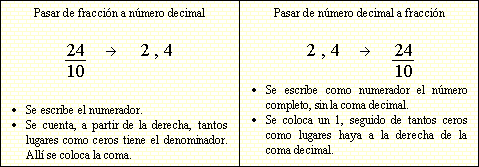 Pasar de fracción a número decimal
24
10
→ 2 , 4
• Se escribe el numerador.
• Se cuenta, a partir de la derecha, tantos
lugares como ceros tiene el denominador.
Allí se coloca la coma.
Pasar de número decimal a fracción
2 , 4 →
24
10
• Se escribe como numerador el número
completo, sin la coma decimal.
• Se coloca un 1, seguido de tantos ceros
como lugares haya a la derecha de la
coma decimal.